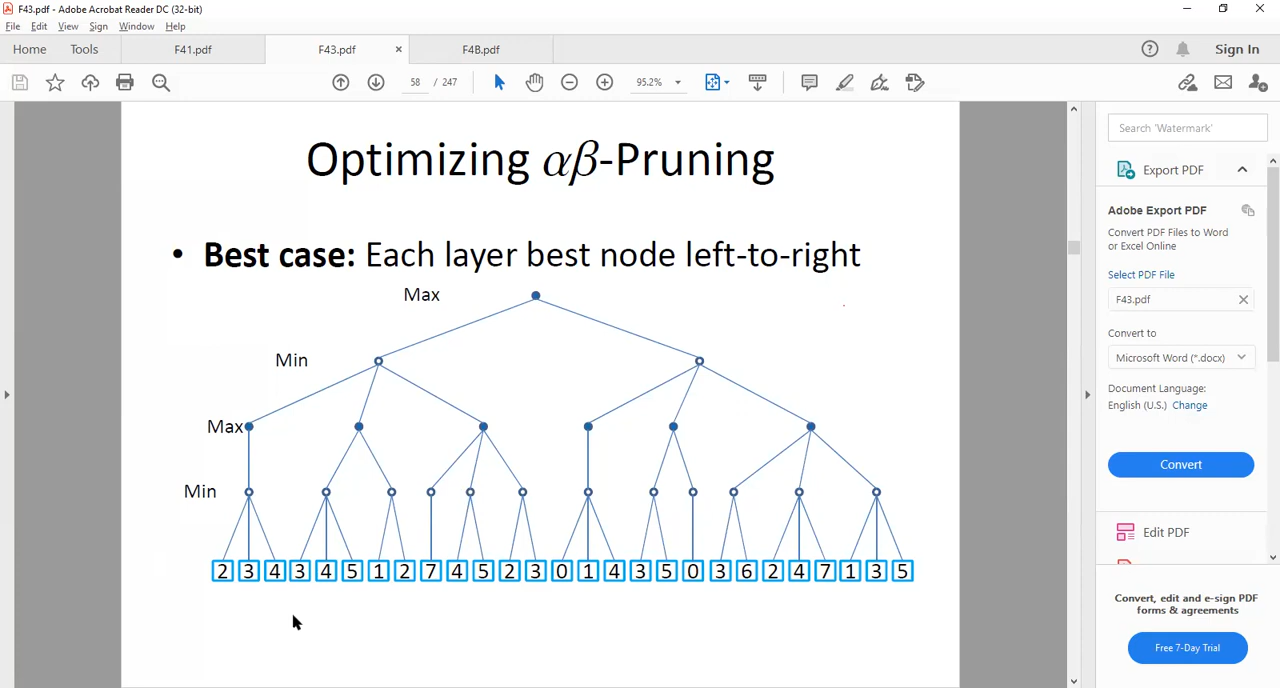 F43.pdf - Adobe Acrobat Reader DC (32-bit)
File Edit View Sign Window Help
Home Tools F41.pdf F43.pdf × F4B.pdf Sign In
58 / 247 95.2%
Optimizing αβ-Pruning
• Best case: Each layer best node left-to-right
Max
Min
Max
Min
2 3 4 3 4 5 1 2 7 4 5 2 3 0 1 4 3 5 0 3 6 2 4 7 1 3 5
Search 'Watermark'
Export PDF
Adobe Export PDF
Convert PDF Files to Word
or Excel Online
Select PDF File
F43.pdf
Convert to
Microsoft Word (*.docx)
Document Language:
English (U.S.) Change
Convert
Edit PDF
Convert, edit and e-sign PDF
forms & agreements
Free 7-Day Trial